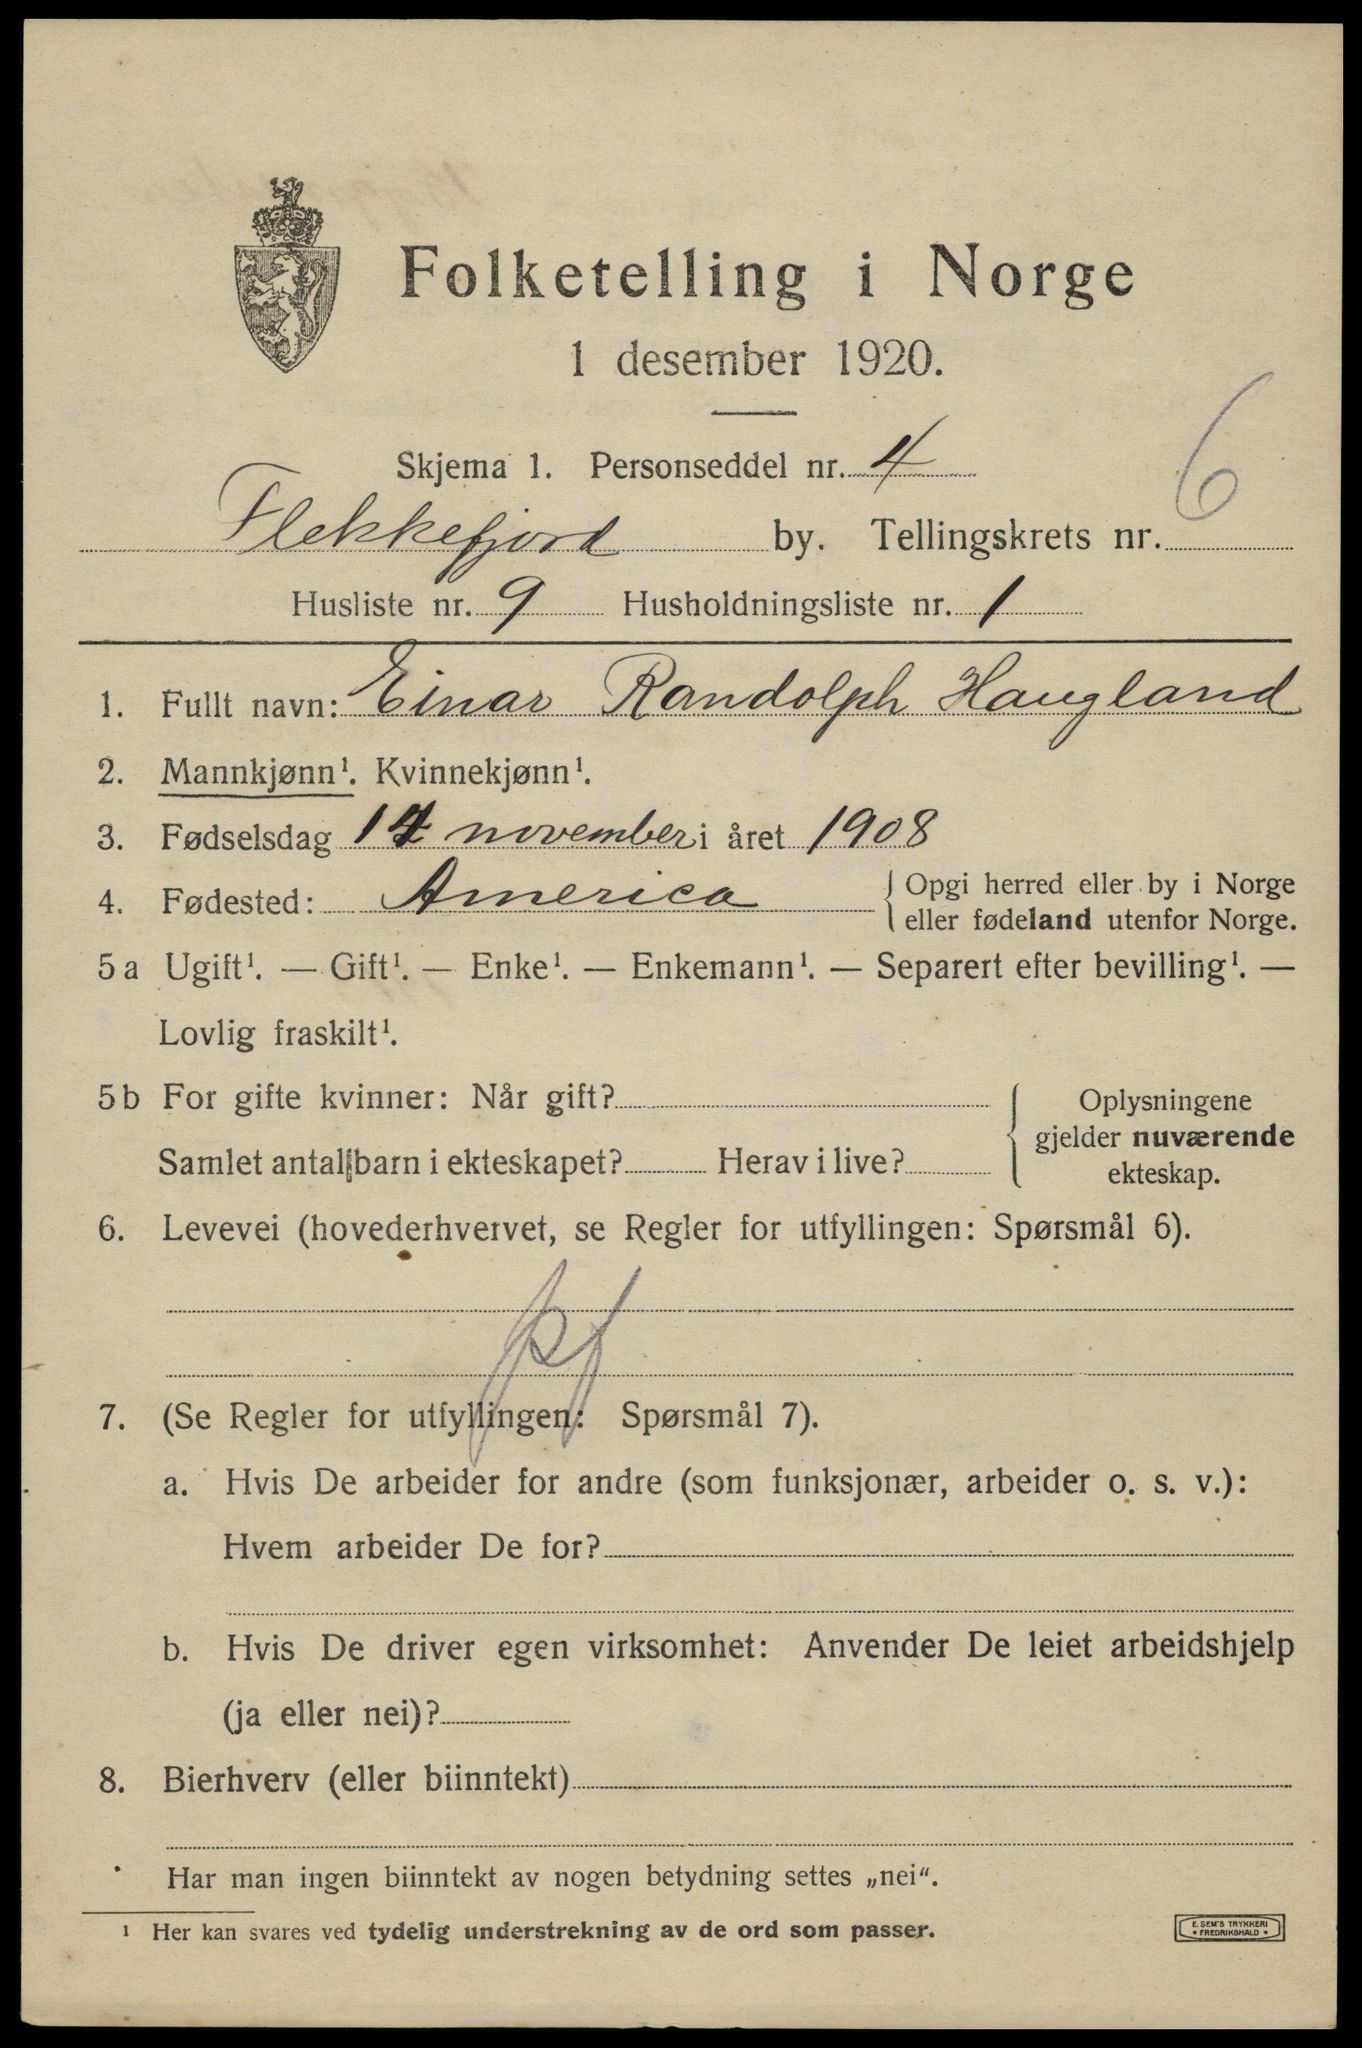 Folketelling i Norge
1 desember 1920.
Skjema 1. Personseddel nr. 4
Flekkefjord by. Tellingskrets nr. 6
Husliste nr. 9 Husholdningsliste nr. 1
1. Fullt navn: Einar Randolph Haugland
2. Mannkjønn¹. Kvinnekjønn¹.
3. Fødselsdag 14 november i året 1908
4. Fødested: America { Opgi herred eller by i Norge
eller fødeland utenfor Norge.
5 a Ugift¹. — Gift¹. — Enke¹. — Enkemann¹. — Separert efter bevilling¹. —
Lovlig fraskilt¹.
5 b For gifte kvinner: Når gift? { Oplysningene
gjelder nuværende
ekteskap.
Samlet antal barn i ekteskapet? Herav i live?
6. Levevei (hovederhvervet, se Regler for utfyllingen: Spørsmål 6).
pf
7. (Se Regler for utfyllingen: Spørsmål 7).
a. Hvis De arbeider for andre (som funksjonær, arbeider o. s. v.):
Hvem arbeider De for?
b. Hvis De driver egen virksomhet: Anvender De leiet arbeidshjelp
(ja eller nei)?
8. Bierhverv (eller biinntekt)
Har man ingen biinntekt av nogen betydning settes „nei“.
¹ Her kan svares ved tydelig understrekning av de ord som passer.
E. SEM'S TRYKKERI
• FREDRIKSHALD •